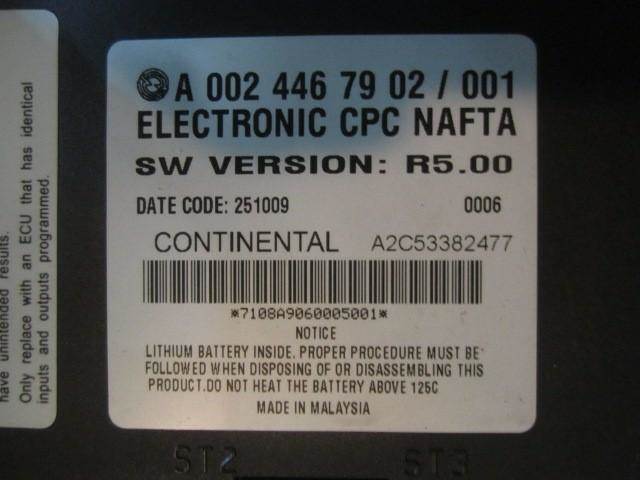 A 002 446 79 02 / 001
ELECTRONIC CPC NAFTA
SW VERSION: R5.00
DATE CODE: 251009 0006
CONTINENTAL A2C53382477
*7108A9060005001*
NOTICE
LITHIUM BATTERY INSIDE. PROPER PROCEDURE MUST BE
FOLLOWED WHEN DISPOSING OF OR DISASSEMBLING THIS
PRODUCT.DO NOT HEAT THE BATTERY ABOVE 125C
MADE IN MALAYSIA
have unintended results.
Only replace with an ECU that has identical
inputs and outputs programmed.
ST2 ST3